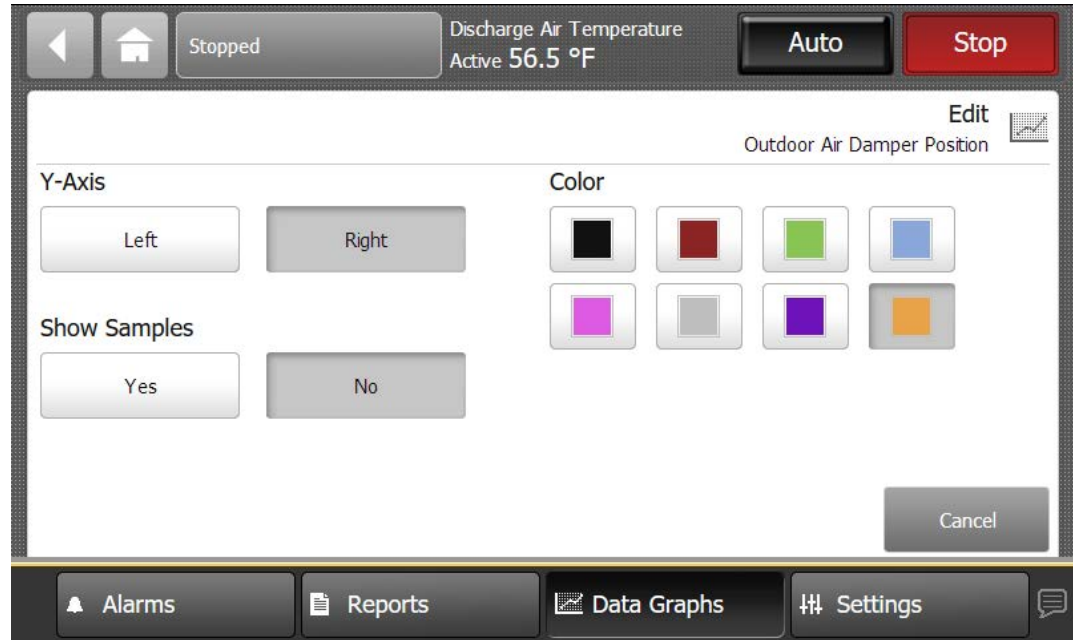 Stopped
Discharge Air Temperature
Active 56.5 °F
Auto
Stop
Edit
Outdoor Air Damper Position
Y-Axis
Color
Left
Right
Show Samples
Yes
No
Cancel
Alarms
Reports
Data Graphs
Settings